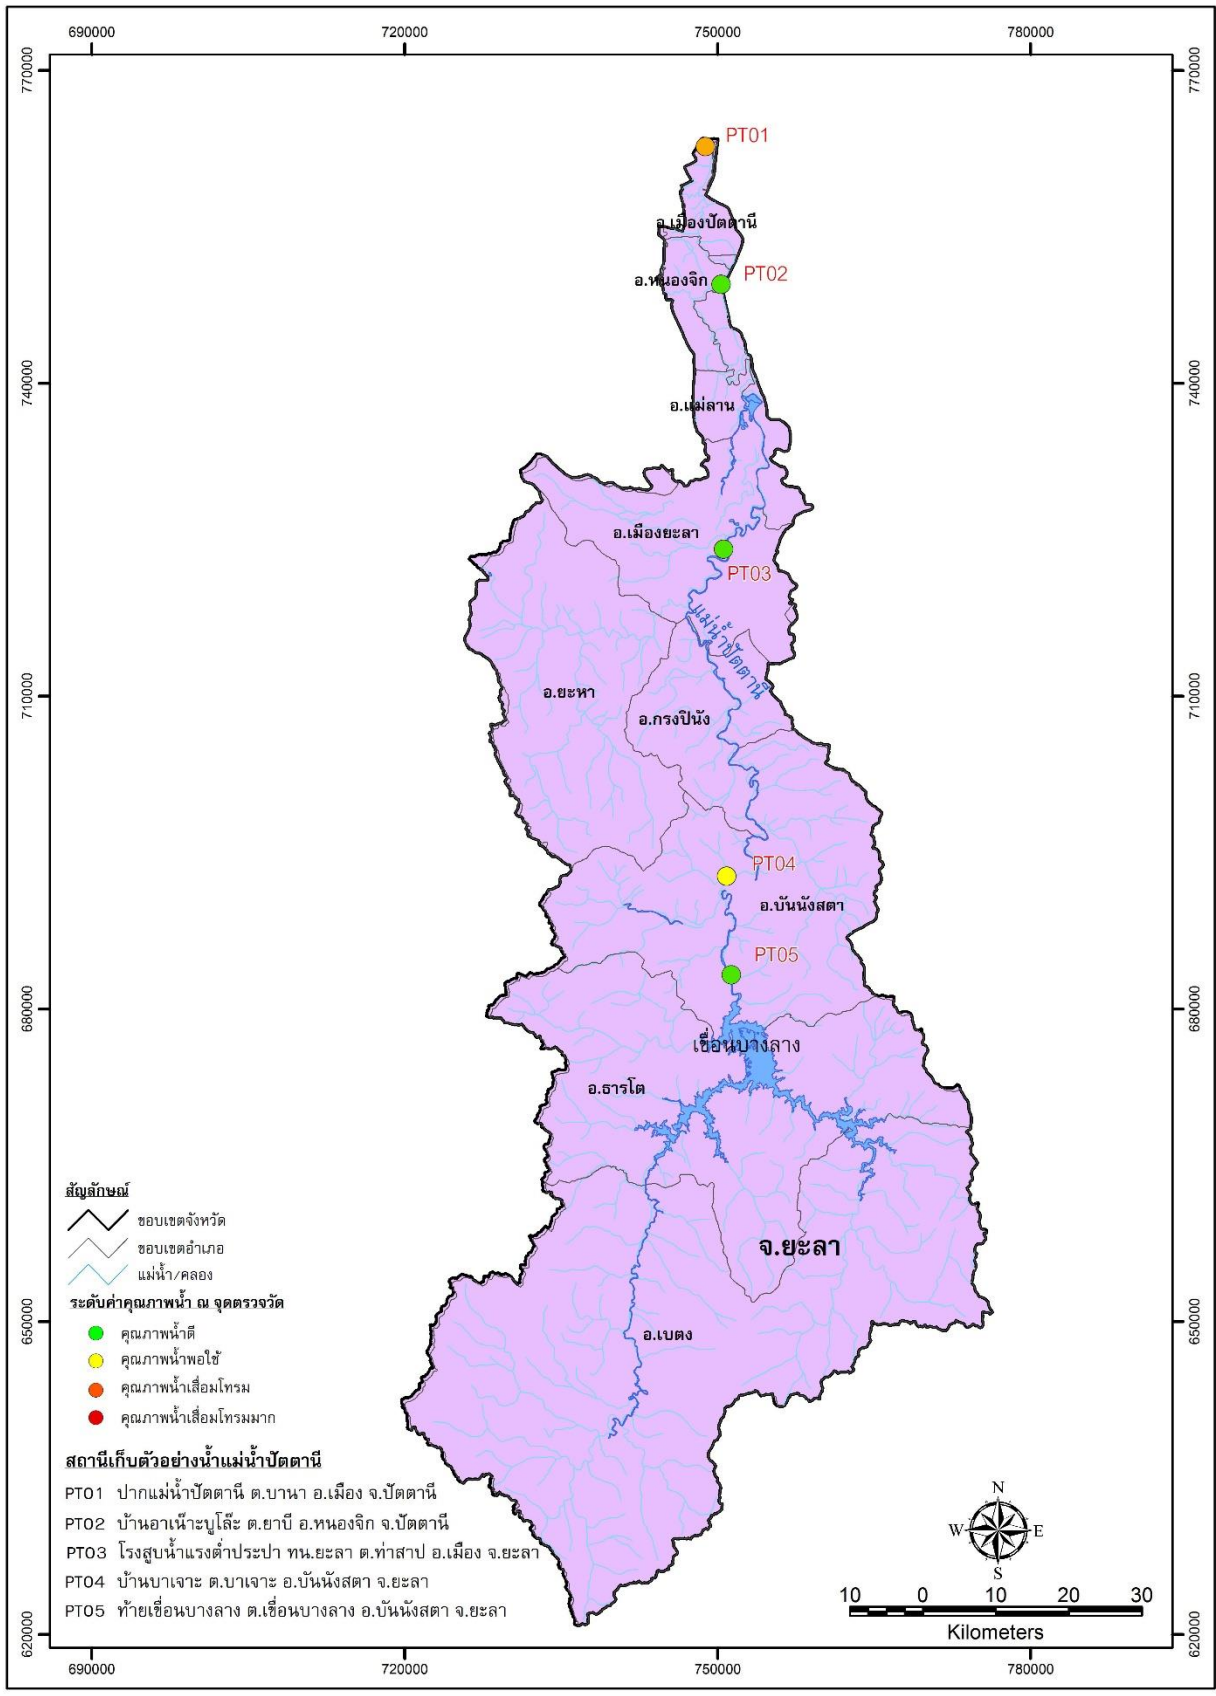 690000 720000 750000 780000
770000 770000
PT01
อ.เมืองปัตตานี
PT02
อ.หนองจิก
740000 740000
อ.แม่ลาน
อ.เมืองยะลา
PT03
แม่น้ำปัตตานี
710000 710000
อ.ยะหา
อ.กรงปินัง
PT04
อ.บันนังสตา
PT05
680000 680000
เขื่อนบางลาง
อ.ธารโต
จ.ยะลา
อ.เบตง
650000 650000
สัญลักษณ์
ขอบเขตจังหวัด
ขอบเขตอำเภอ
แม่น้ำ/คลอง
ระดับค่าคุณภาพน้ำ ณ จุดตรวจวัด
คุณภาพน้ำดี
คุณภาพน้ำพอใช้
คุณภาพน้ำเสื่อมโทรม
คุณภาพน้ำเสื่อมโทรมมาก
สถานีเก็บตัวอย่างน้ำแม่น้ำปัตตานี
PT01 ปากแม่น้ำปัตตานี ต.บานา อ.เมือง จ.ปัตตานี
PT02 บ้านอาเน๊าะบูโล๊ะ ต.ยาบี อ.หนองจิก จ.ปัตตานี
PT03 โรงสูบน้ำแรงต่ำประปา ทน.ยะลา ต.ท่าสาป อ.เมือง จ.ยะลา
PT04 บ้านบาเจาะ ต.บาเจาะ อ.บันนังสตา จ.ยะลา
PT05 ท้ายเขื่อนบางลาง ต.เขื่อนบางลาง อ.บันนังสตา จ.ยะลา
N
W E
S
10 0 10 20 30
Kilometers
620000 620000
690000 720000 750000 780000